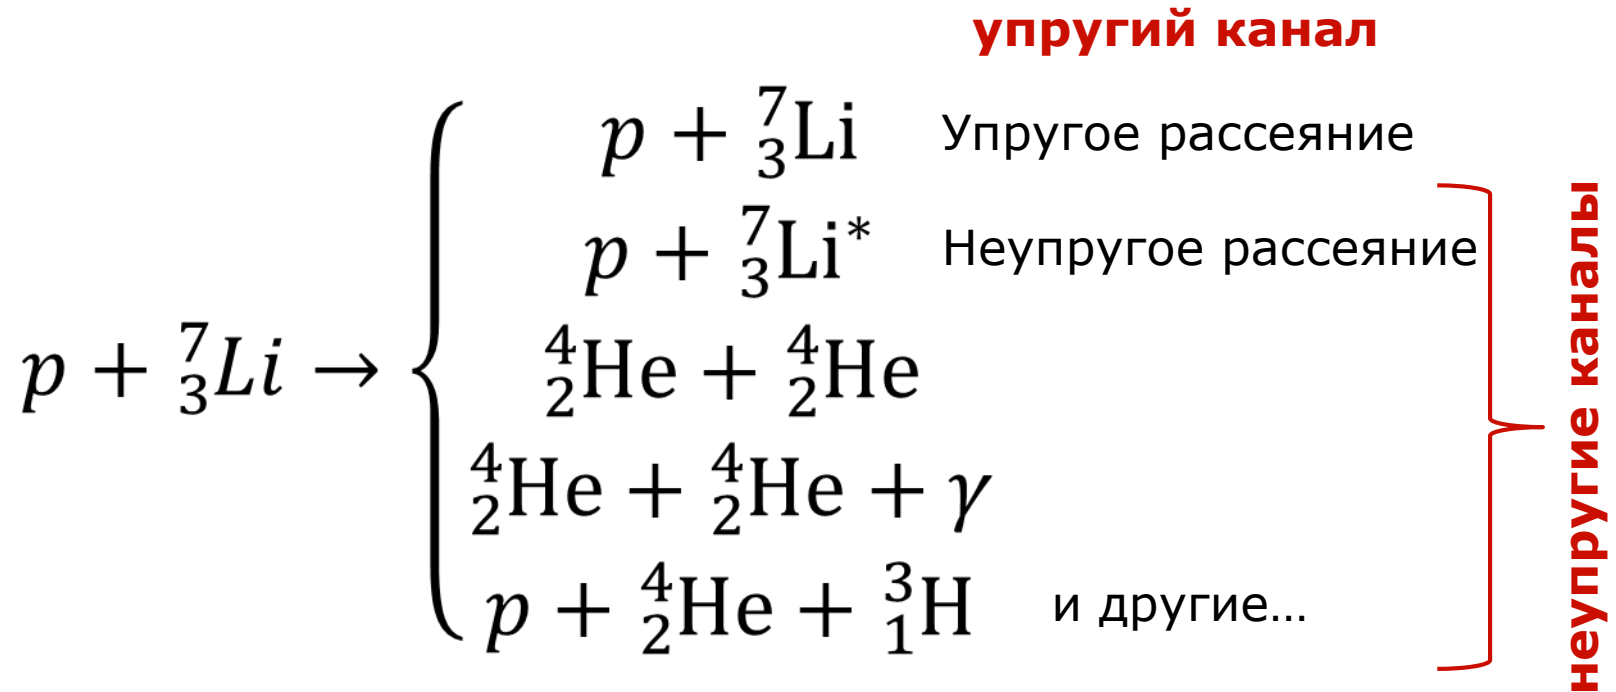 упругий канал
p + ⁷₃Li Упругое рассеяние
p + ⁷₃Li* Неупругое рассеяние
p + ⁷₃Li → ⁴₂He + ⁴₂He
⁴₂He + ⁴₂He + γ
p + ⁴₂He + ³₁H и другие...
неупругие каналы